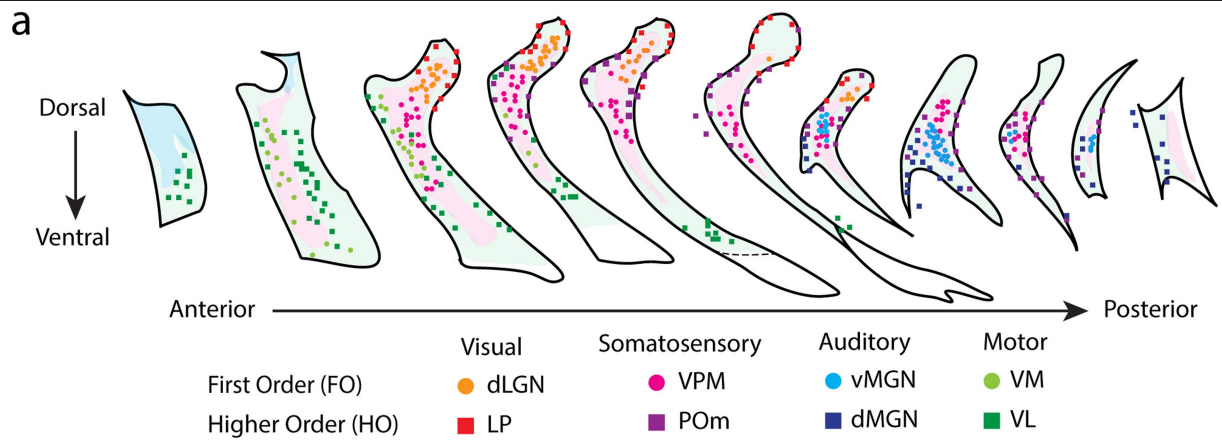 a
Dorsal
Ventral
Anterior
Posterior
Visual Somatosensory Auditory Motor
First Order (FO) dLGN VPM vMGN VM
Higher Order (HO) LP POm dMGN VL